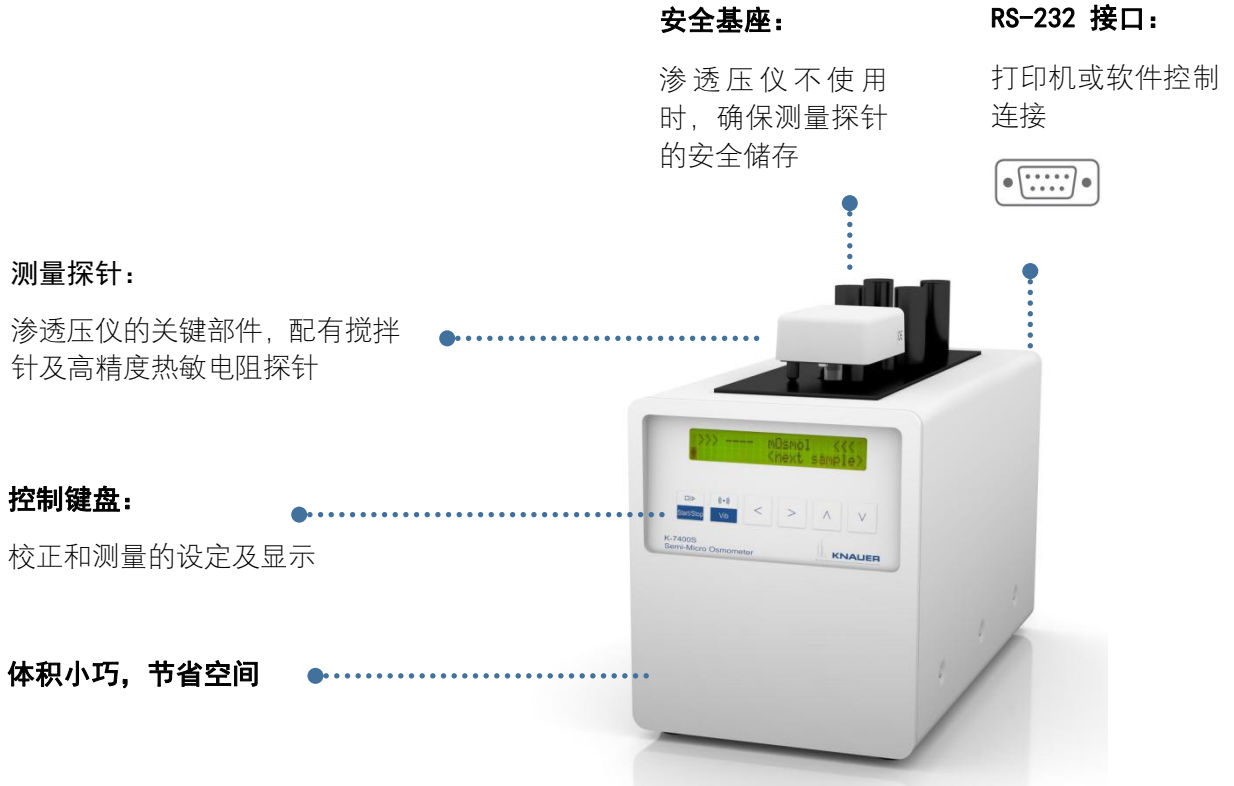 安全基座：
渗透压仪不使用
时，确保测量探针
的安全储存
RS-232 接口：
打印机或软件控制
连接
测量探针：
渗透压仪的关键部件，配有搅拌
针及高精度热敏电阻探针
控制键盘：
校正和测量的设定及显示
体积小巧，节省空间
>>> ---- mOsmol <<<
<next sample>
Start/Stop Vib < > ∧ ∨
K-7400S
Semi-Micro Osmometer
KNAUER